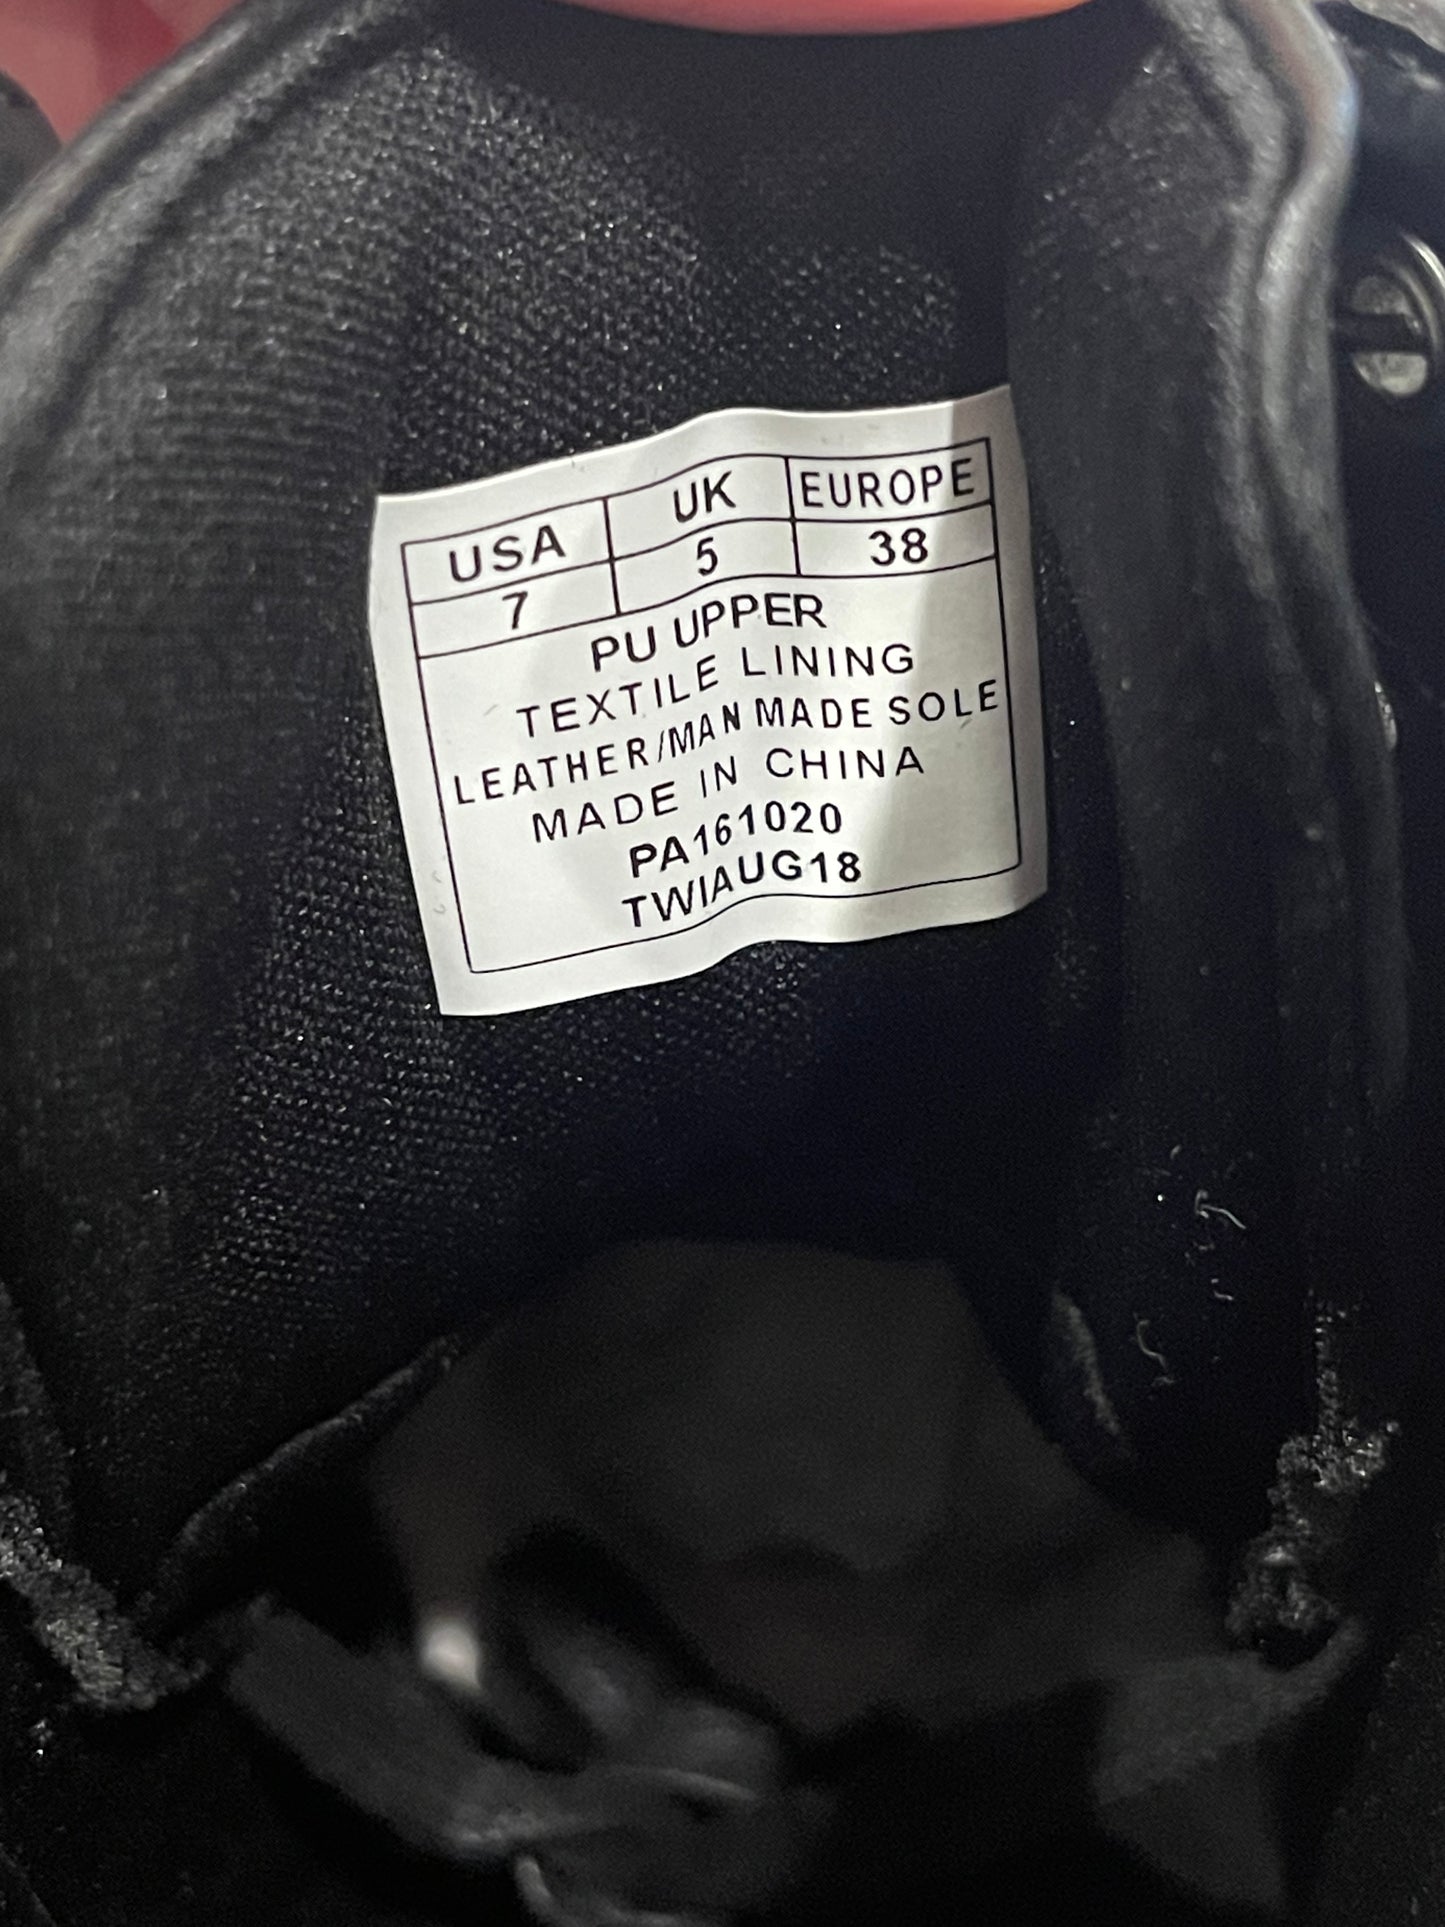 USA UK EUROPE
7 5 38
PU UPPER
TEXTILE LINING
LEATHER/MAN MADE SOLE
MADE IN CHINA
PA161020
TWIAUG18